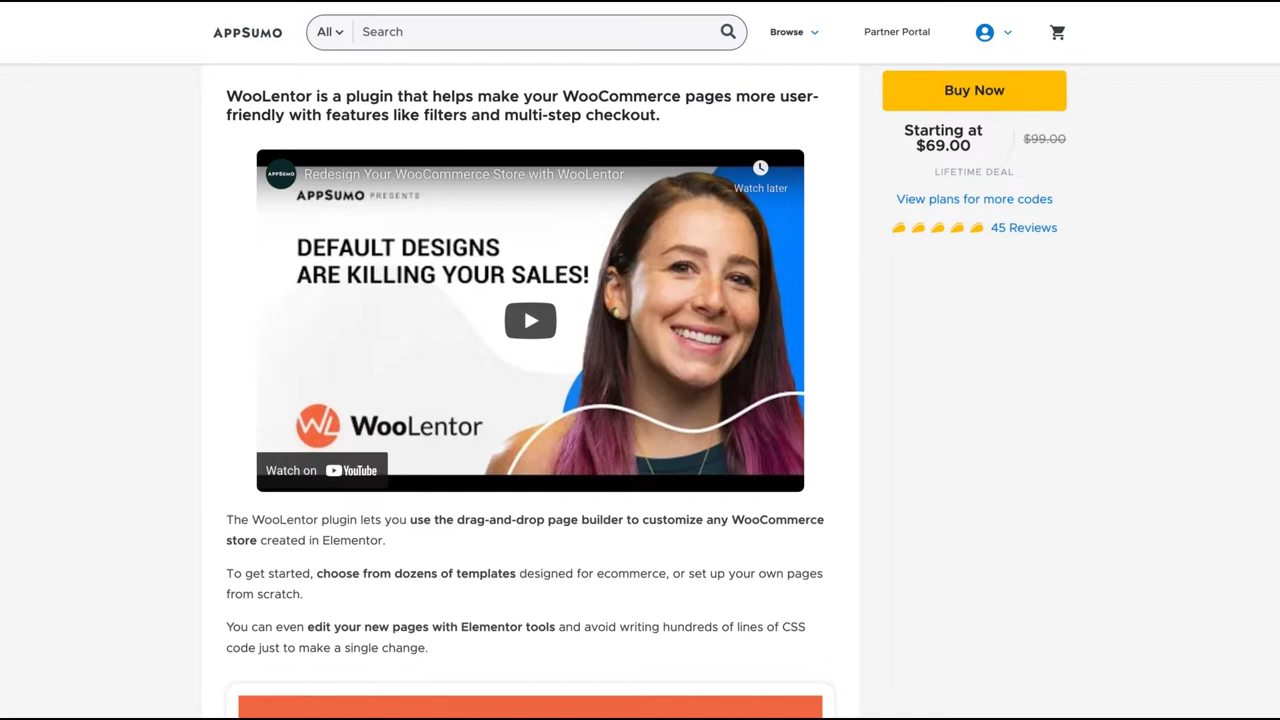 APPSUMO
All
Search
Browse
Partner Portal
WooLentor is a plugin that helps make your WooCommerce pages more user-
friendly with features like filters and multi-step checkout.
APPSUMO
Redesign Your WooCommerce Store with WooLentor
Watch later
APPSUMO PRESENTS
DEFAULT DESIGNS
ARE KILLING YOUR SALES!
WL WooLentor
Watch on YouTube
The WooLentor plugin lets you use the drag-and-drop page builder to customize any WooCommerce
store created in Elementor.
To get started, choose from dozens of templates designed for ecommerce, or set up your own pages
from scratch.
You can even edit your new pages with Elementor tools and avoid writing hundreds of lines of CSS
code just to make a single change.
Buy Now
Starting at
$69.00
$99.00
LIFETIME DEAL
View plans for more codes
45 Reviews